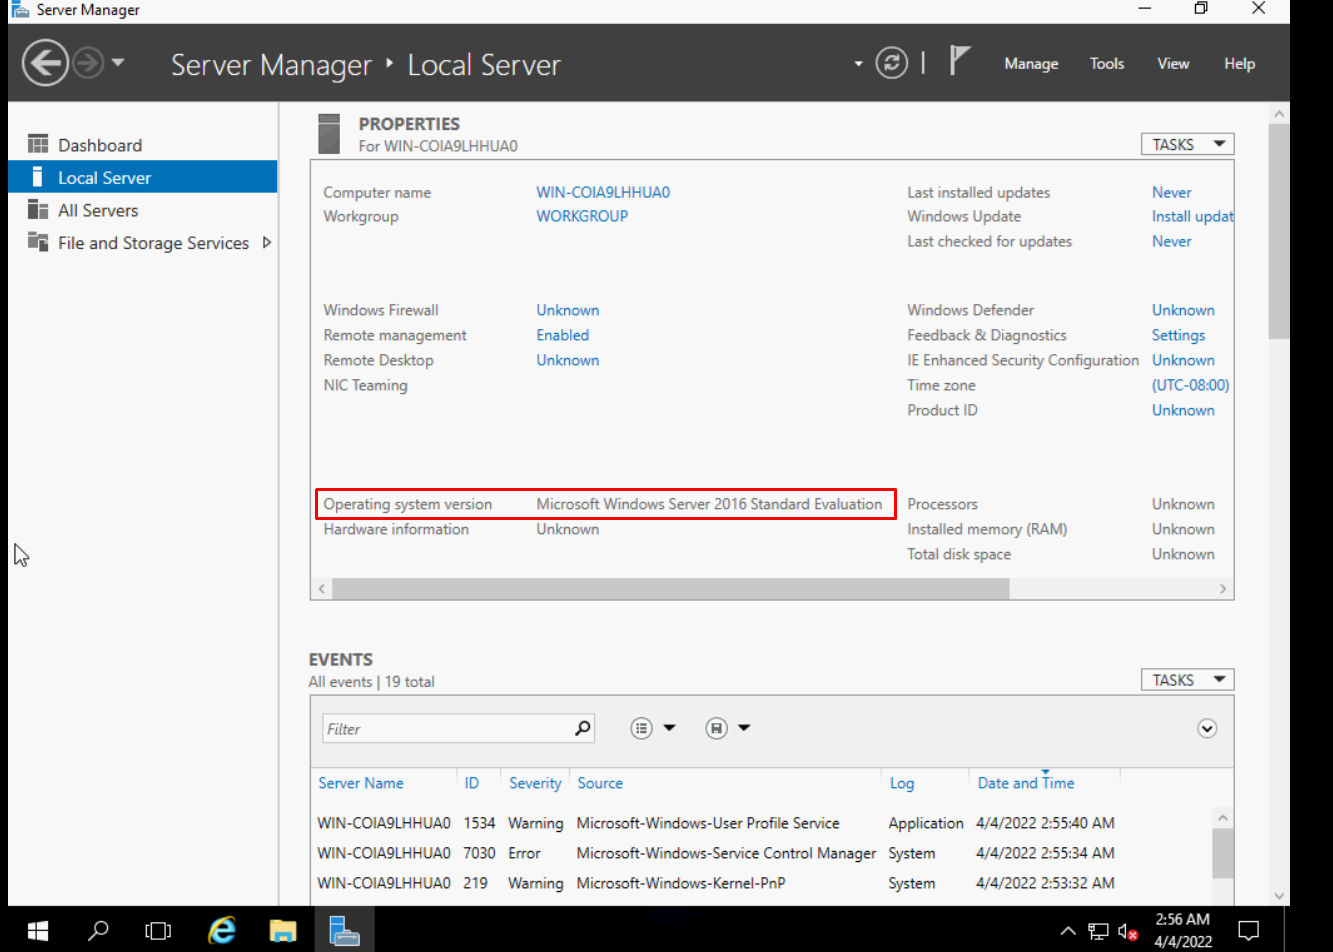 Server Manager
Server Manager ‣ Local Server
Manage Tools View Help
Dashboard
Local Server
All Servers
File and Storage Services
PROPERTIES
For WIN-COIA9LHHUA0
TASKS
Computer name WIN-COIA9LHHUA0 Last installed updates Never
Workgroup WORKGROUP Windows Update Install updat
Last checked for updates Never
Windows Firewall Unknown Windows Defender Unknown
Remote management Enabled Feedback & Diagnostics Settings
Remote Desktop Unknown IE Enhanced Security Configuration Unknown
NIC Teaming Time zone (UTC-08:00)
Product ID Unknown
Operating system version Microsoft Windows Server 2016 Standard Evaluation Processors Unknown
Hardware information Unknown Installed memory (RAM) Unknown
Total disk space Unknown
EVENTS
All events | 19 total
TASKS
Filter
Server Name ID Severity Source Log Date and Time
WIN-COIA9LHHUA0 1534 Warning Microsoft-Windows-User Profile Service Application 4/4/2022 2:55:40 AM
WIN-COIA9LHHUA0 7030 Error Microsoft-Windows-Service Control Manager System 4/4/2022 2:55:34 AM
WIN-COIA9LHHUA0 219 Warning Microsoft-Windows-Kernel-PnP System 4/4/2022 2:53:32 AM
2:56 AM
4/4/2022